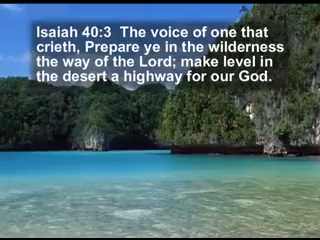 Isaiah 40:3  The voice of one that
crieth, Prepare ye in the wilderness
the way of the Lord; make level in
the desert a highway for our God.